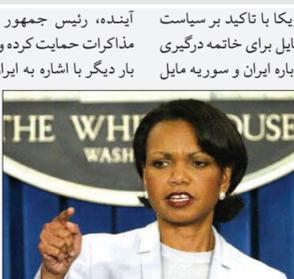 یکا با تاکید بر سیاست
ایل برای خاتمه درگیری
باره ایران و سوریه مایل
آینده، رئیس جمهور
مذاکرات حمایت کرده و
بار دیگر با اشاره به ایرا
THE WH USE
WASH